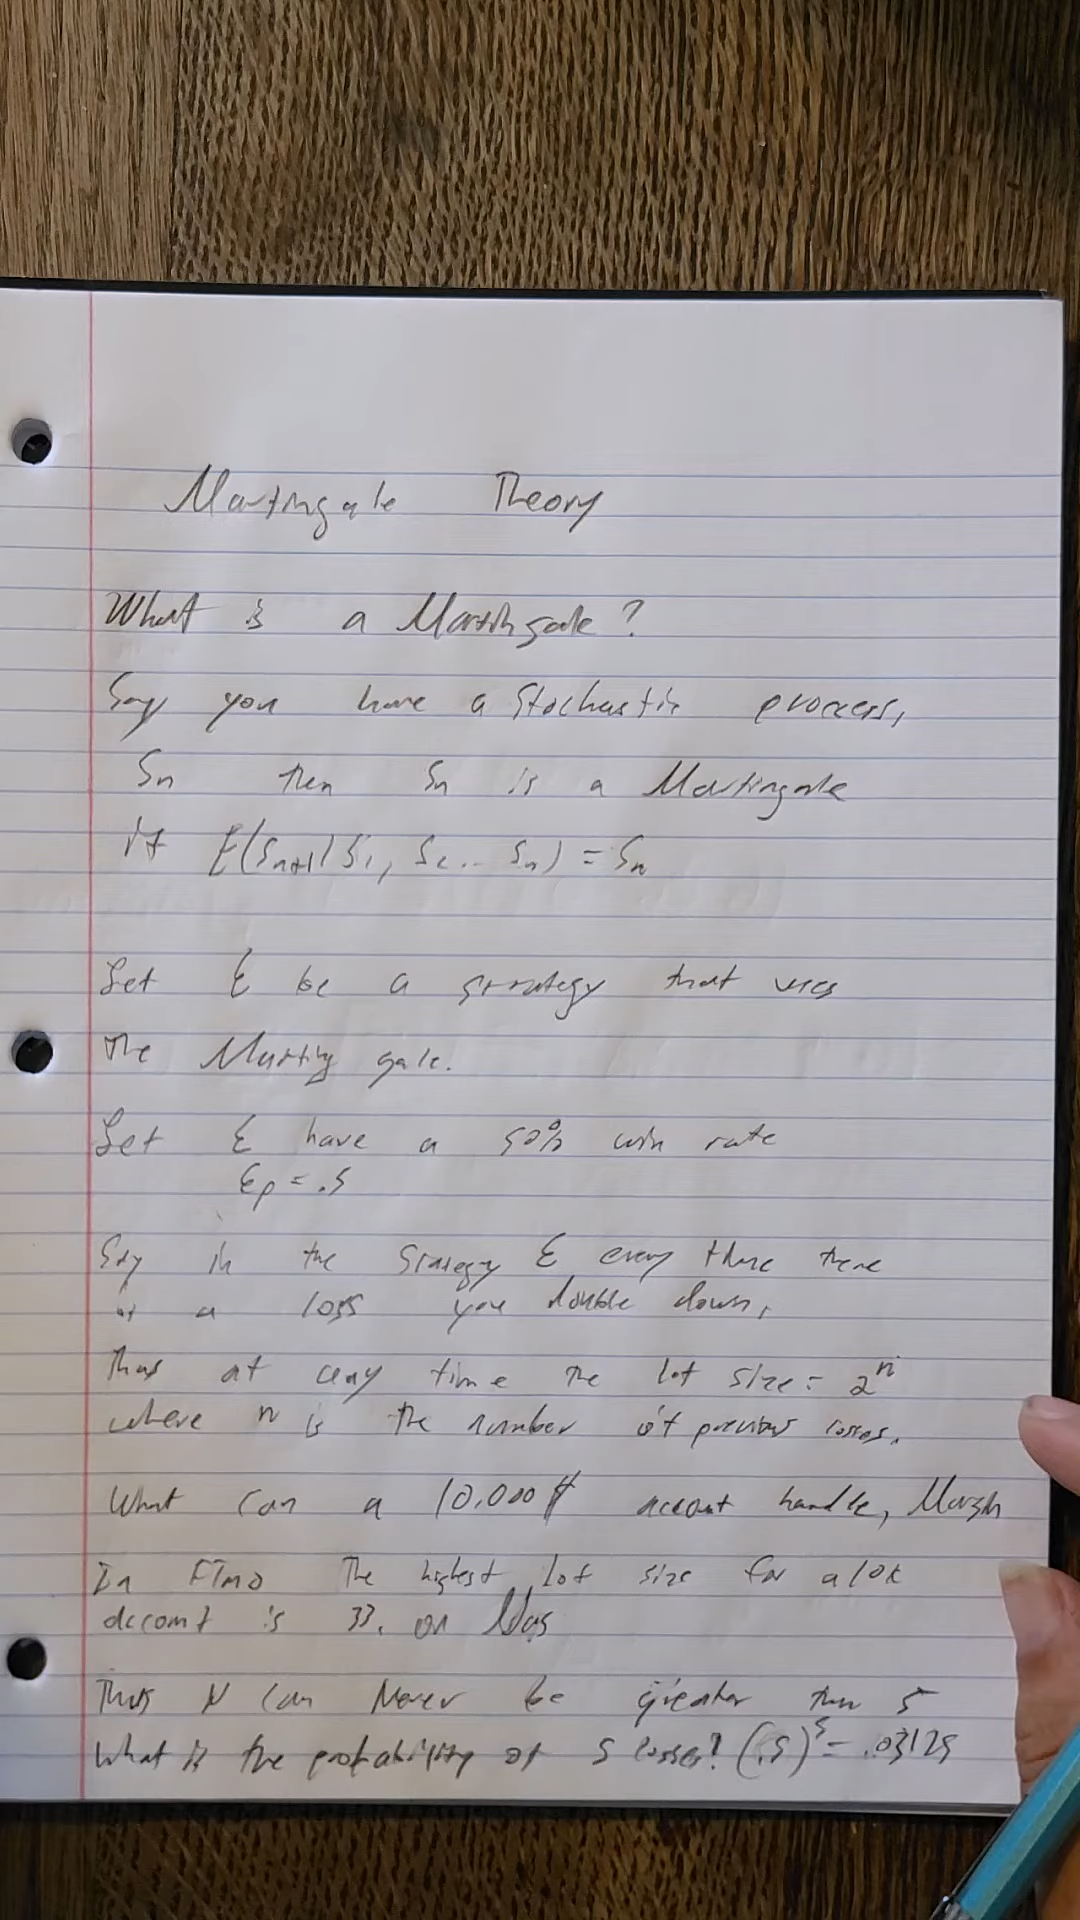 Martingale Theory
What is a Martingale?
Say you have a Stochastic process,
Sn then Sn is a Martingale
if E(Sn+1|S1, S2... Sn) = Sn
Let ξ be a strategy that uses
the Martingale.
Let ξ have a 50% win rate
ξp = .5
Say in the Strategy ξ every time there
is a loss you double down,
Thus at any time the lot size = 2^n
where n is the number of previous losses.
What can a 10,000$ account handle,
In FTMO The highest lot size for a 10k
account is 33. on Nas
Thus N can Never be greater than 5
What is the probability of 5 losses? (.5)^5 = .03125